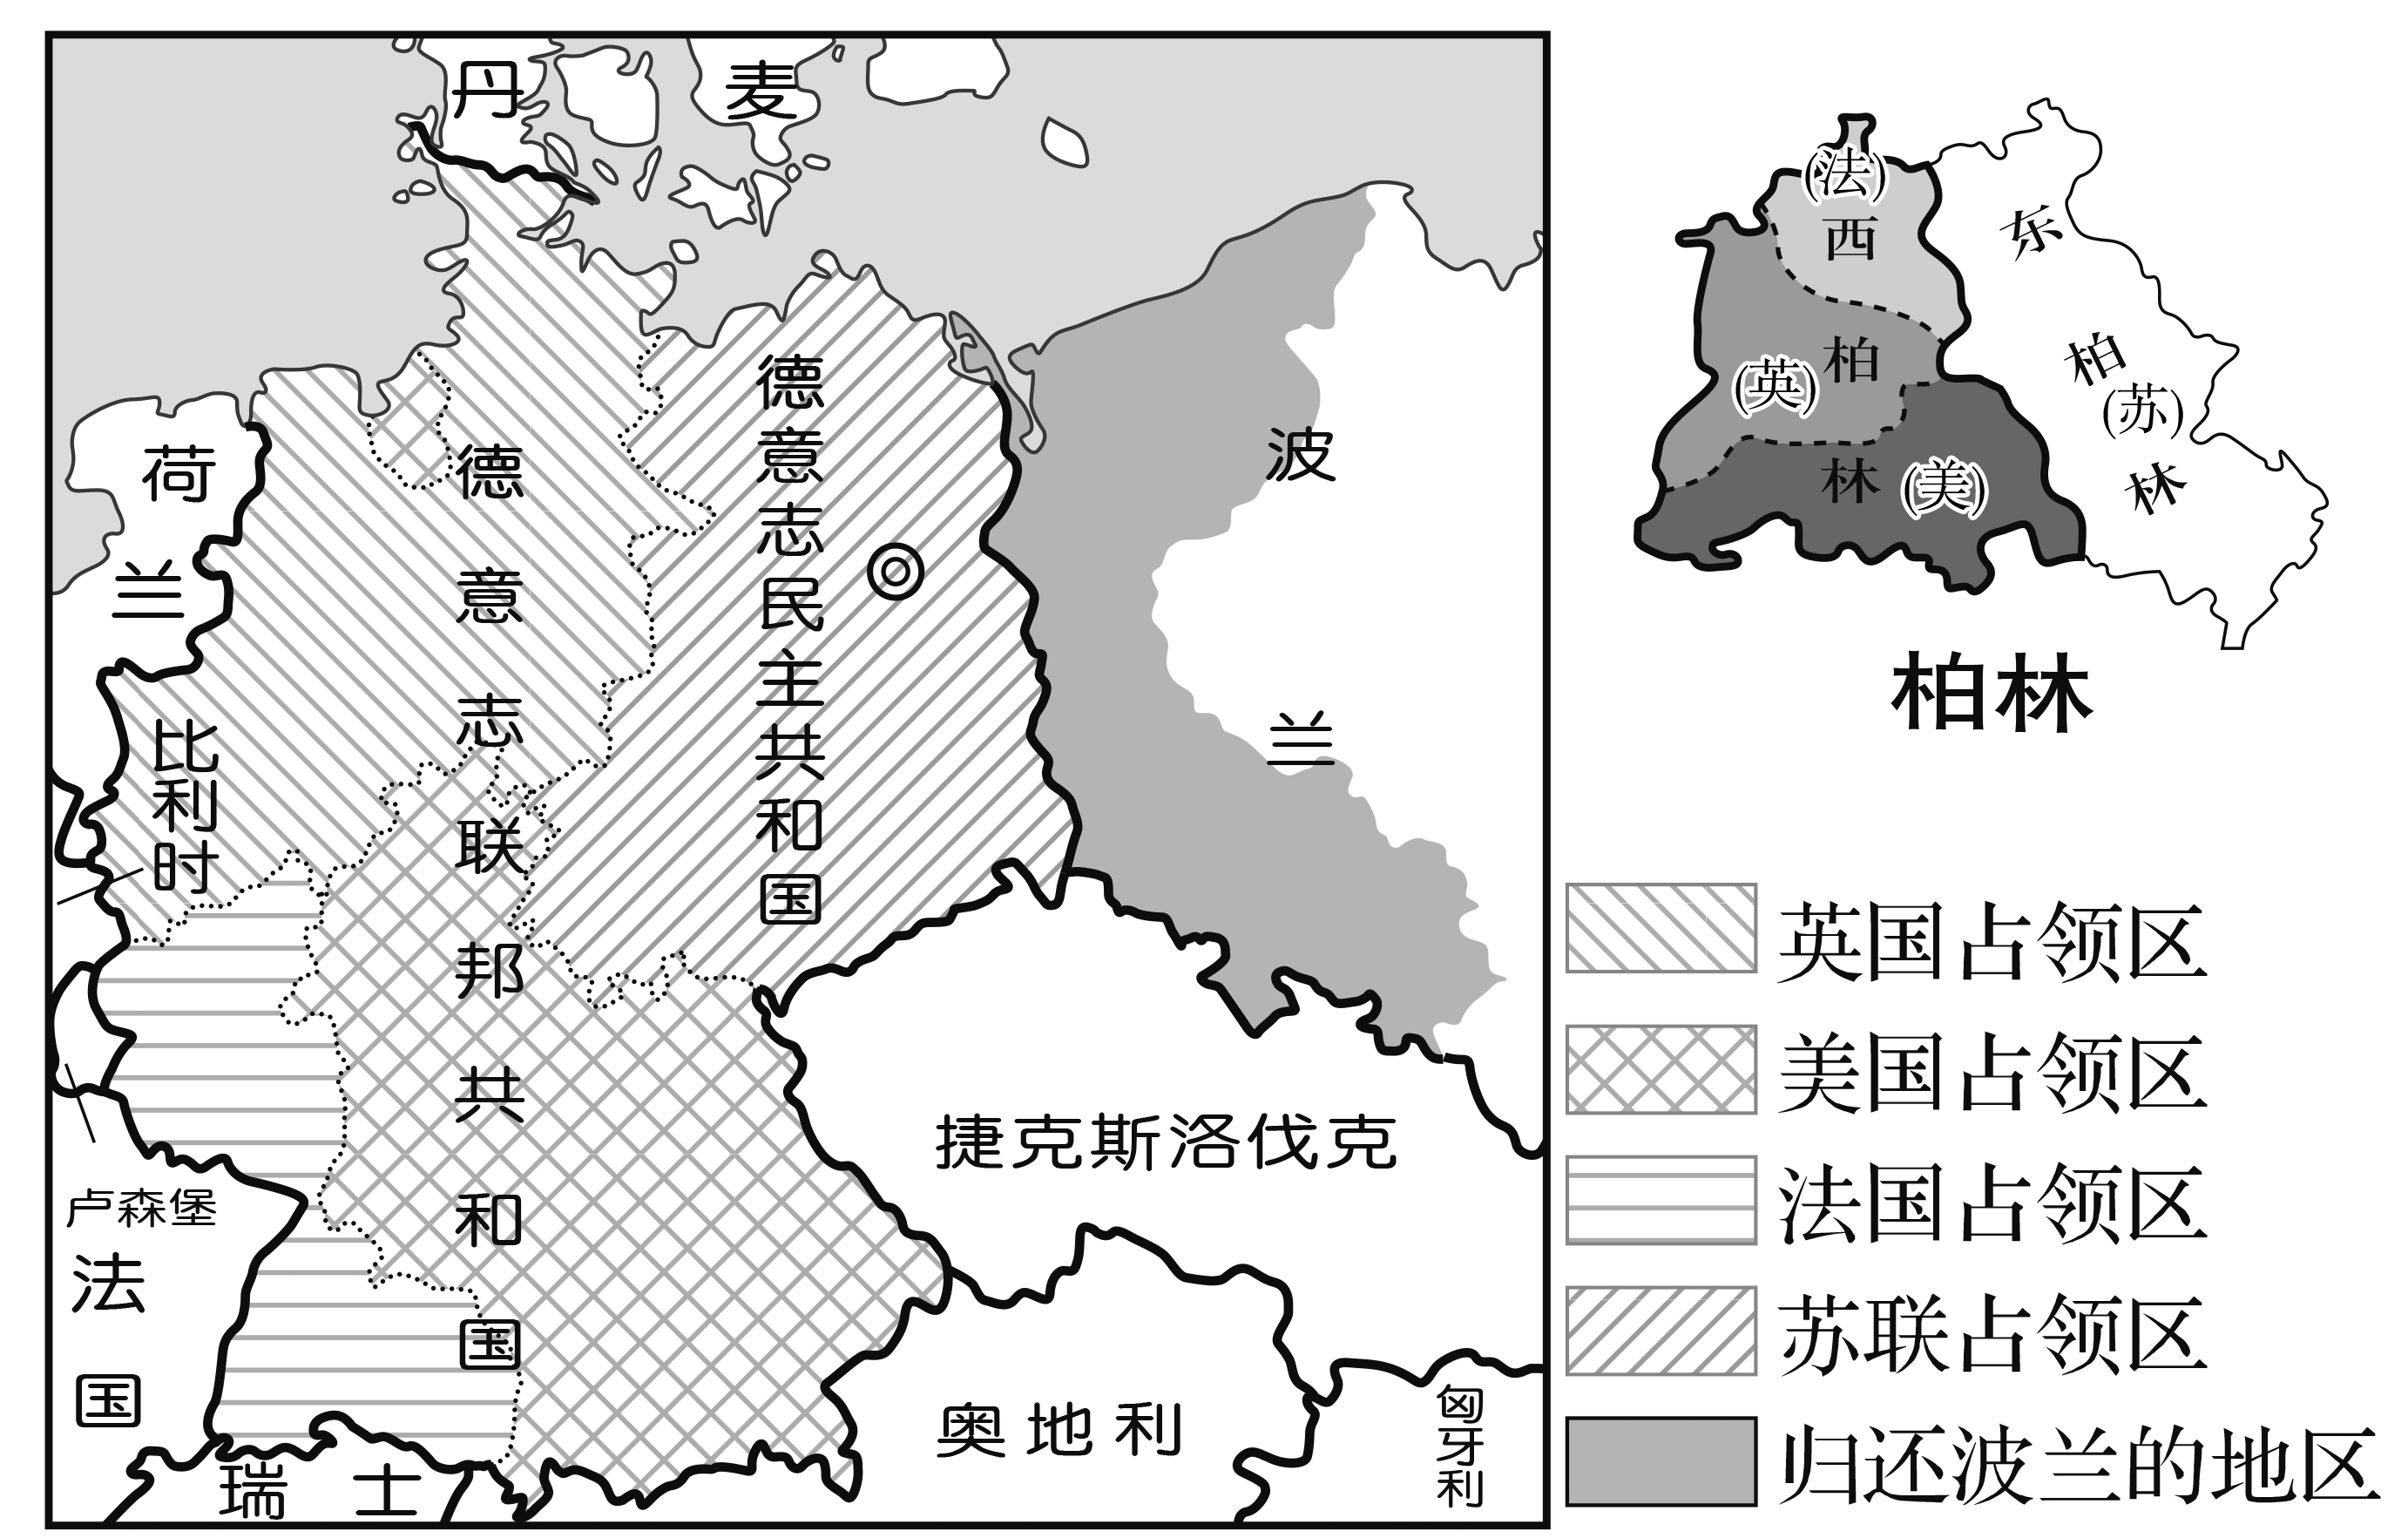 丹麦
荷兰
比利时
卢森堡
法国
瑞士
德意志联邦共和国
德意志民主共和国
波兰
捷克斯洛伐克
奥地利
匈牙利
(法)
西柏林
(英)
(美)
东柏林
(苏)
柏林
英国占领区
美国占领区
法国占领区
苏联占领区
归还波兰的地区